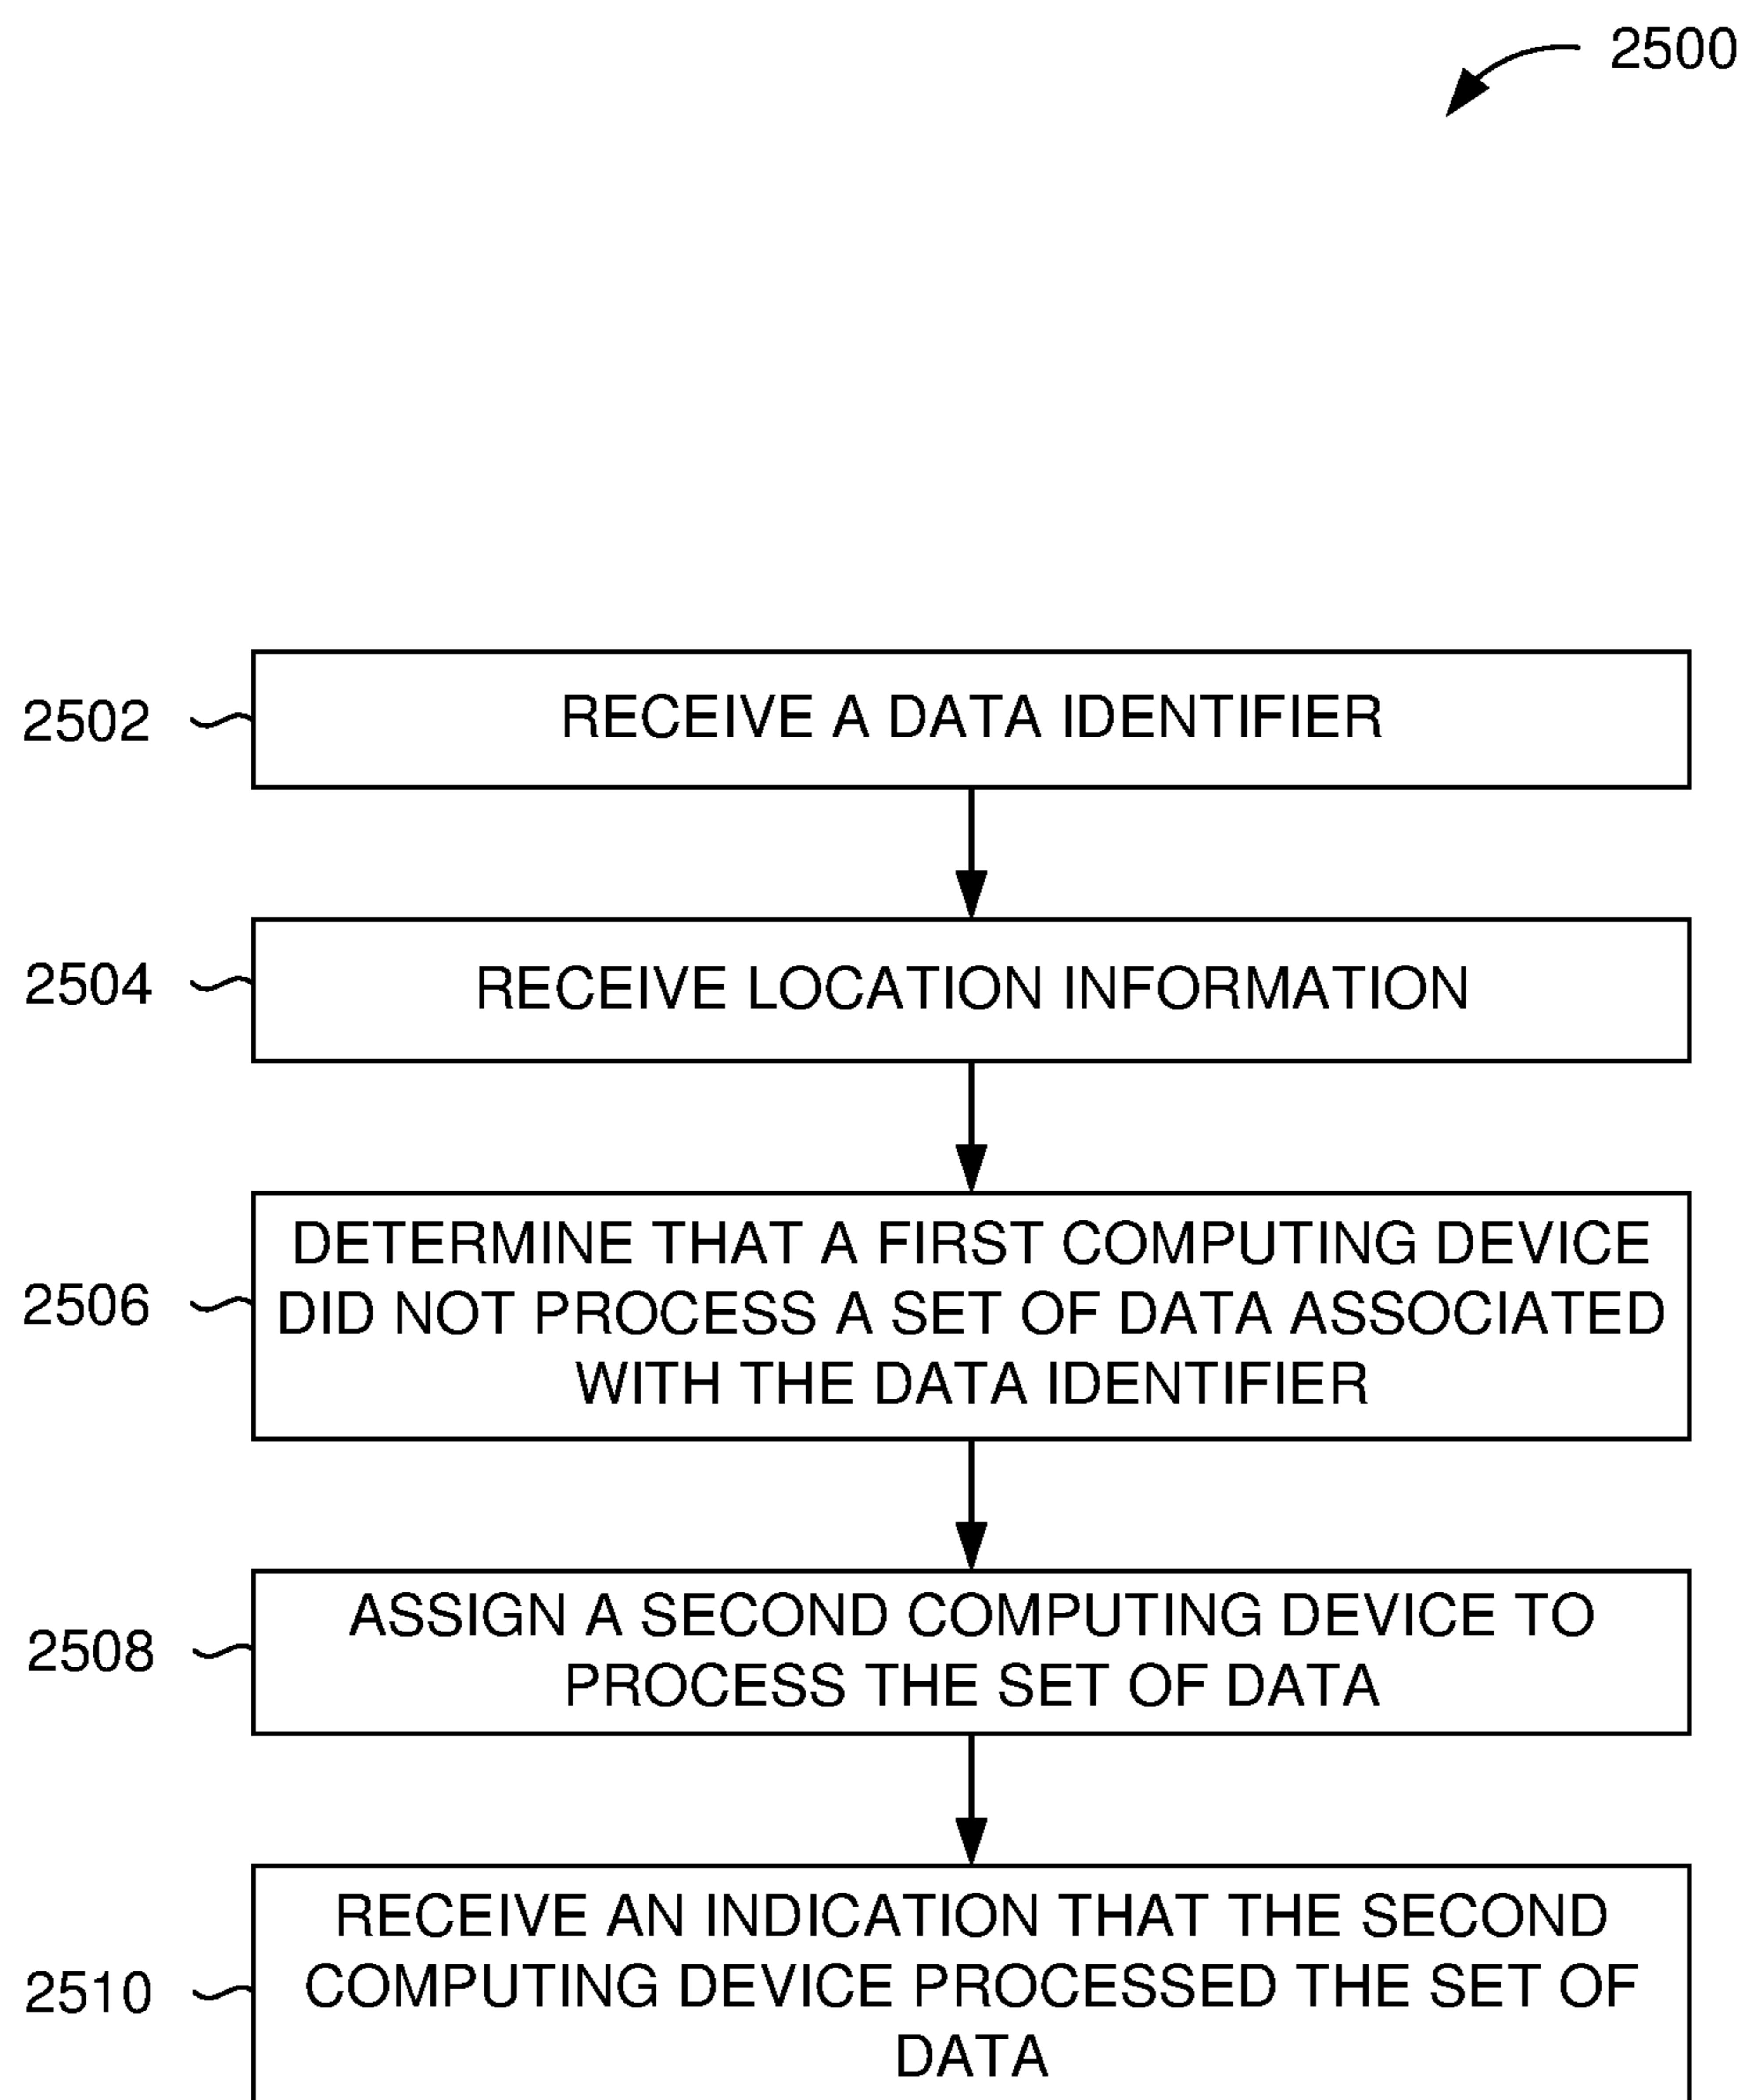 2500
2502
RECEIVE A DATA IDENTIFIER
2504
RECEIVE LOCATION INFORMATION
2506
DETERMINE THAT A FIRST COMPUTING DEVICE
DID NOT PROCESS A SET OF DATA ASSOCIATED
WITH THE DATA IDENTIFIER
2508
ASSIGN A SECOND COMPUTING DEVICE TO
PROCESS THE SET OF DATA
2510
RECEIVE AN INDICATION THAT THE SECOND
COMPUTING DEVICE PROCESSED THE SET OF
DATA